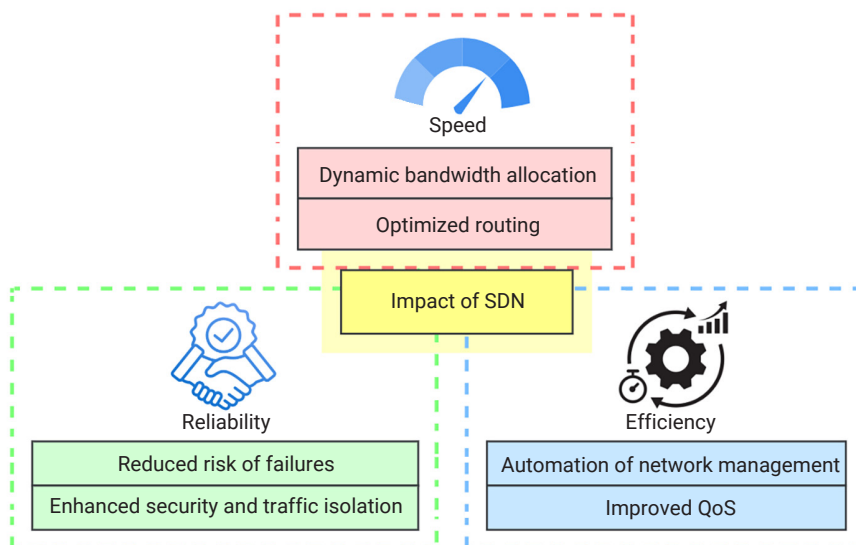 Speed
Dynamic bandwidth allocation
Optimized routing
Impact of SDN
Reliability
Reduced risk of failures
Enhanced security and traffic isolation
Efficiency
Automation of network management
Improved QoS